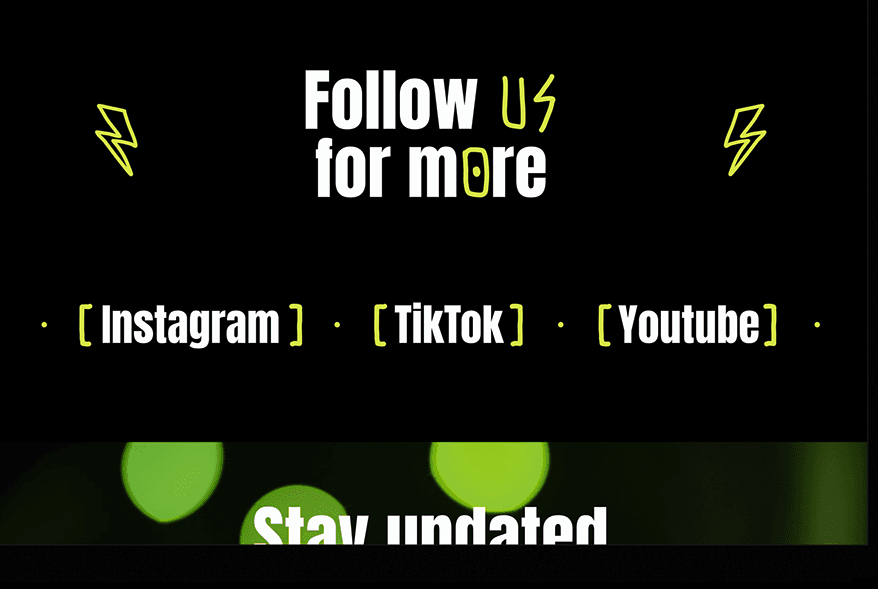 Follow us
for more
· [Instagram] · [TikTok] · [Youtube] ·
Stay updated